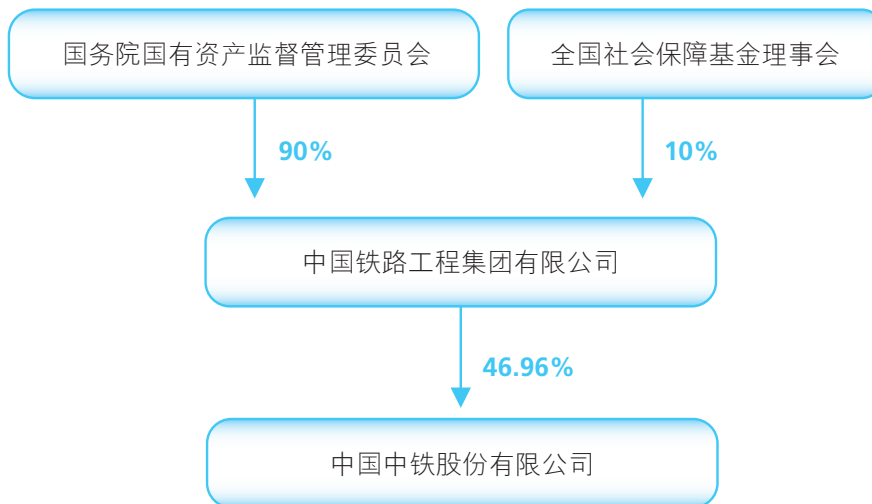 国务院国有资产监督管理委员会
全国社会保障基金理事会
90%
10%
中国铁路工程集团有限公司
46.96%
中国中铁股份有限公司